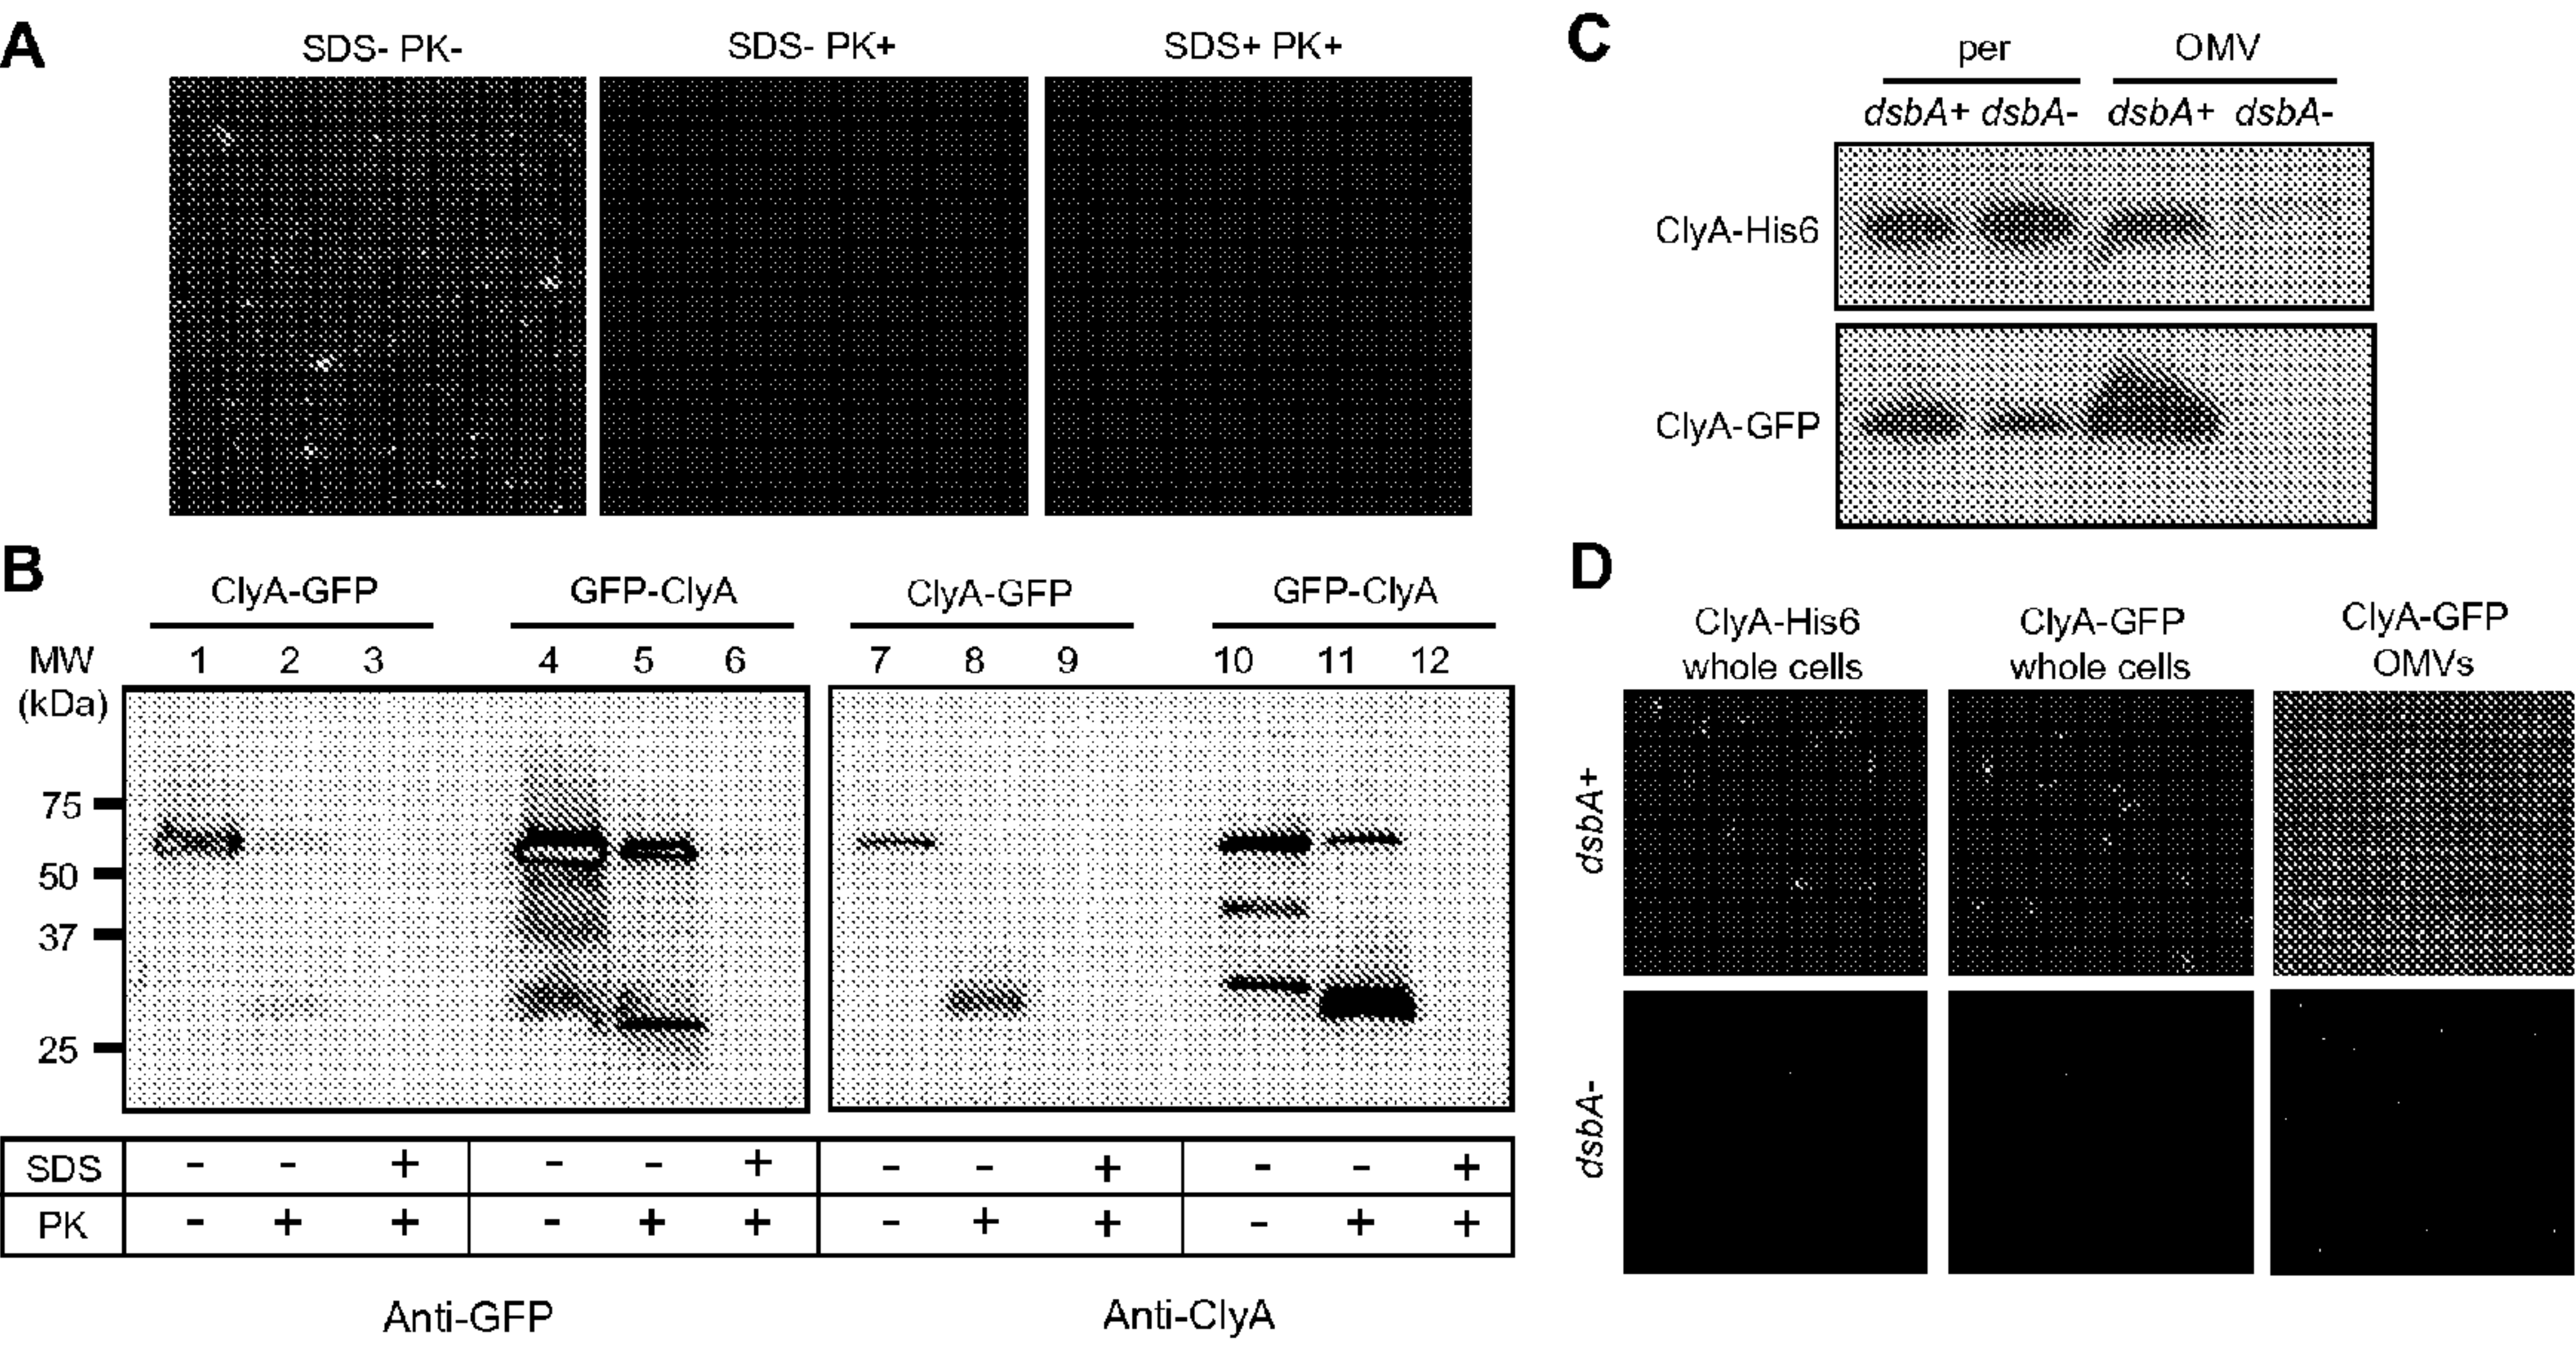 A
SDS- PK-
SDS- PK+
SDS+ PK+
B
ClyA-GFP
GFP-ClyA
ClyA-GFP
GFP-ClyA
MW
(kDa)
1 2 3 4 5 6 7 8 9 10 11 12
75
50
37
25
SDS - - + - - + - - + - - +
PK - + + - + + - + + - + +
Anti-GFP
Anti-ClyA
C
per
OMV
dsbA+ dsbA- dsbA+ dsbA-
ClyA-His6
ClyA-GFP
D
ClyA-His6
whole cells
ClyA-GFP
whole cells
ClyA-GFP
OMVs
dsbA+
dsbA-